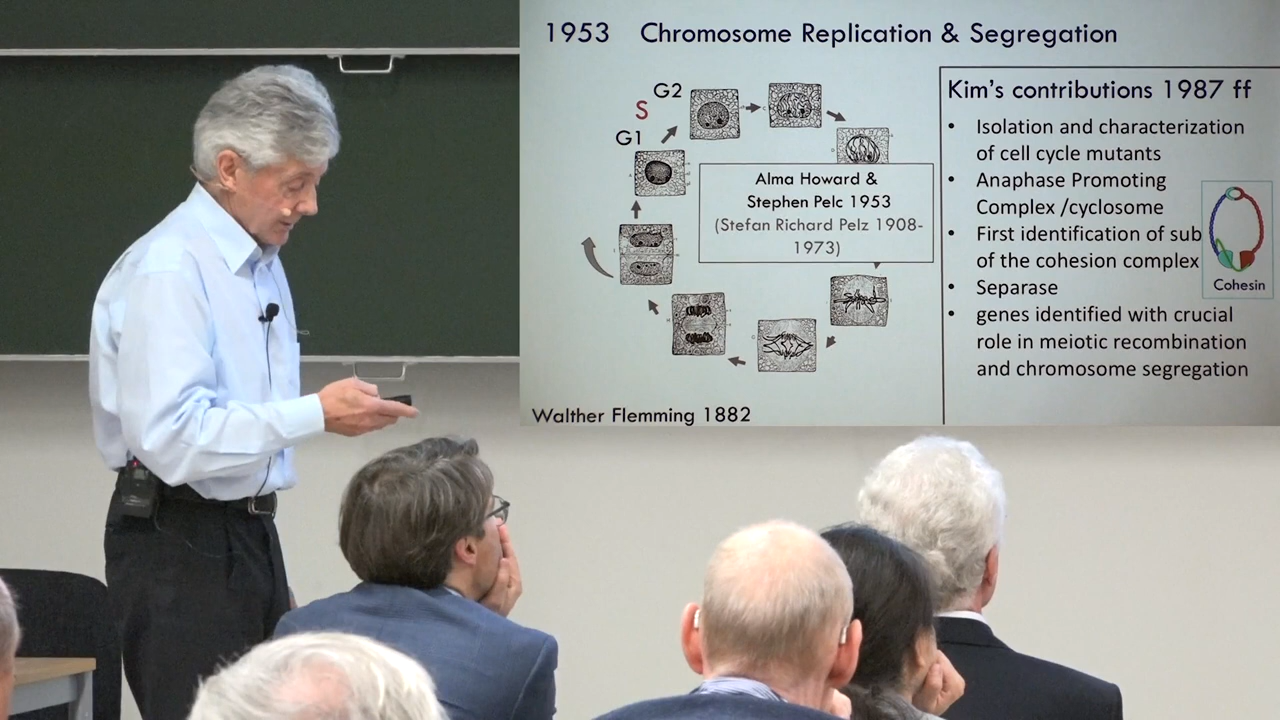 1953 Chromosome Replication & Segregation
G2
S
G1
Alma Howard &
Stephen Pelc 1953
(Stefan Richard Pelz 1908-
1973)
Walther Flemming 1882
Kim's contributions 1987 ff
• Isolation and characterization
of cell cycle mutants
• Anaphase Promoting
Complex /cyclosome
• First identification of sub
of the cohesion complex
• Separase
• genes identified with crucial
role in meiotic recombination
and chromosome segregation
Cohesin